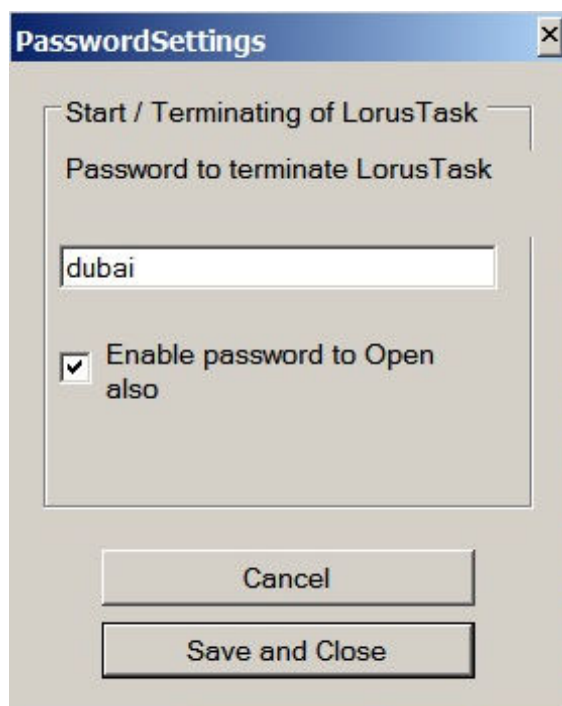 PasswordSettings
Start / Terminating of LorusTask
Password to terminate LorusTask
dubai
Enable password to Open
also
Cancel
Save and Close